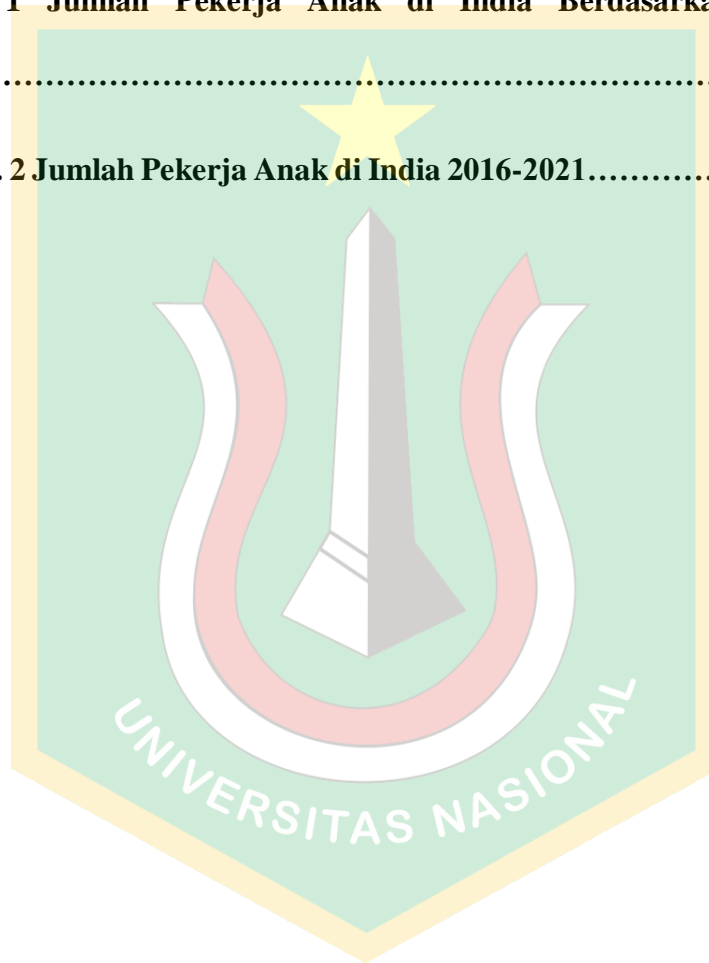 1 Jumlah Pekerja Anak di India Berdasarka
…………………………………………………………………
. 2 Jumlah Pekerja Anak di India 2016-2021…………
UNIVERSITAS NASIONAL